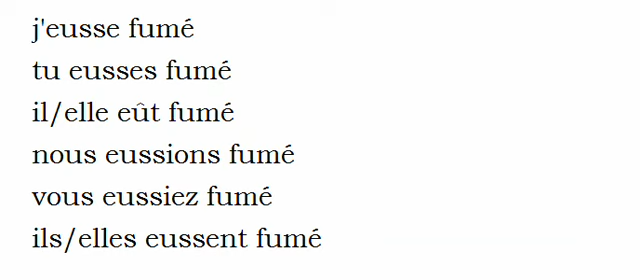 j'eusse fumé
tu eusses fumé
il/elle eût fumé
nous eussions fumé
vous eussiez fumé
ils/elles eussent fumé